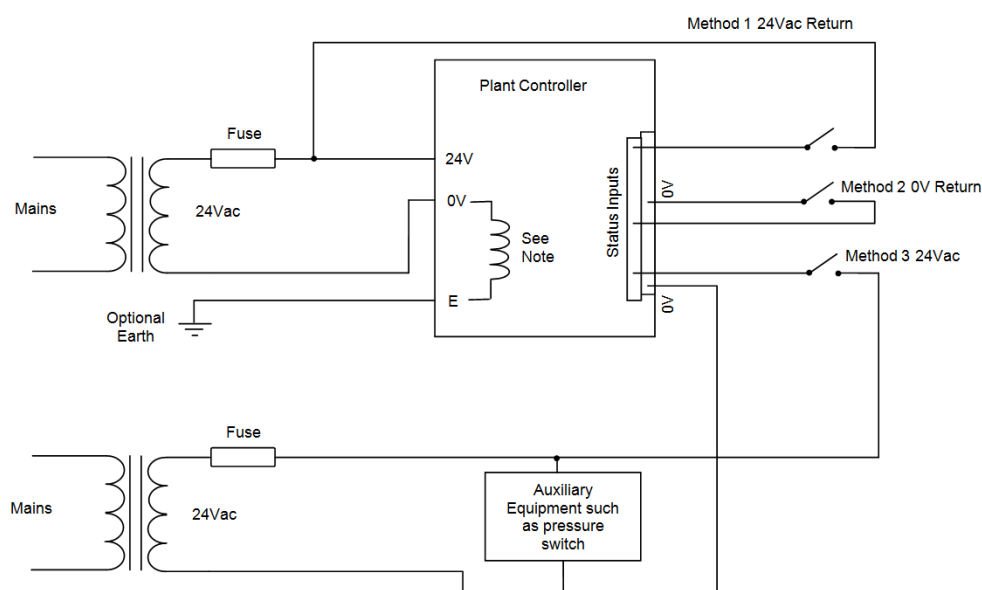 Method 1 24Vac Return
Plant Controller
Fuse
24V
Mains
24Vac
0V
See
Note
Status Inputs
0V
Method 2 0V Return
Method 3 24Vac
E
0V
Optional
Earth
Fuse
Mains
24Vac
Auxiliary
Equipment such
as pressure
switch